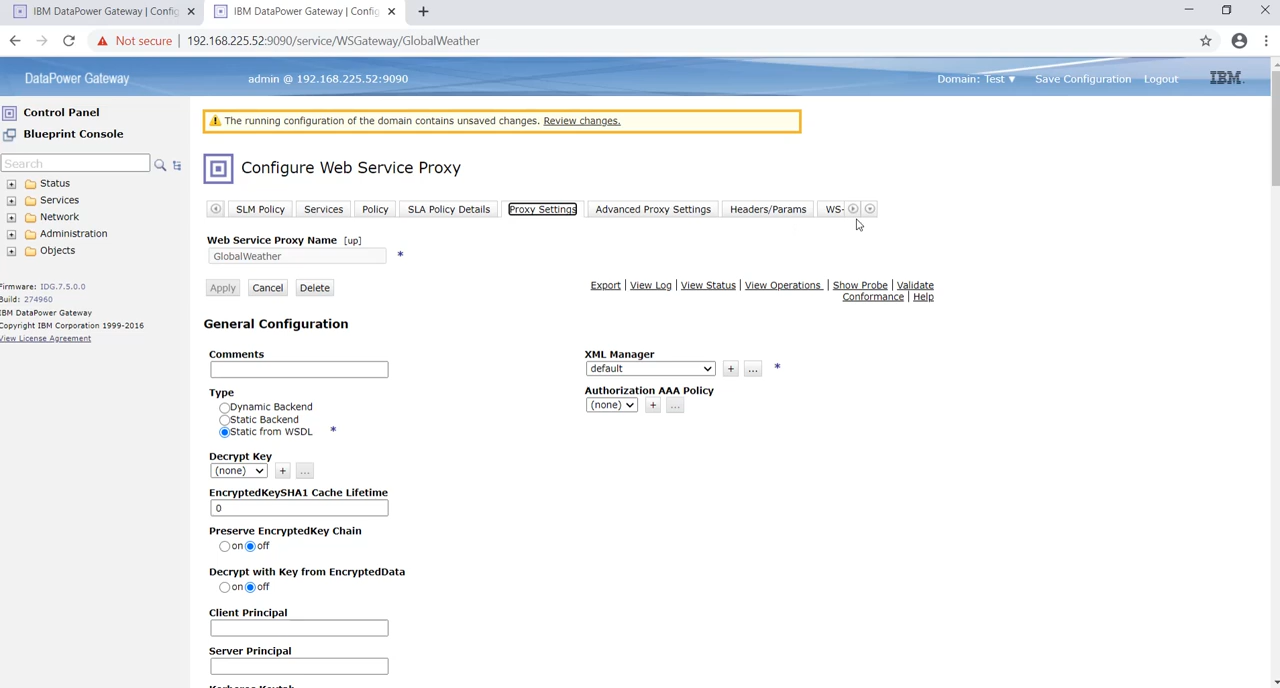 IBM DataPower Gateway | Config
IBM DataPower Gateway | Config
Not secure | 192.168.225.52:9090/service/WSGateway/GlobalWeather
DataPower Gateway
admin @ 192.168.225.52:9090
Domain: Test ▼ Save Configuration Logout IBM.
Control Panel
Blueprint Console
Search
Status
Services
Network
Administration
Objects
Firmware: IDG.7.5.0.0
Build: 274960
IBM DataPower Gateway
Copyright IBM Corporation 1999-2016
View License Agreement
The running configuration of the domain contains unsaved changes. Review changes.
Configure Web Service Proxy
SLM Policy Services Policy SLA Policy Details Proxy Settings Advanced Proxy Settings Headers/Params WS-
Web Service Proxy Name [up]
GlobalWeather *
Apply Cancel Delete
Export | View Log | View Status | View Operations | Show Probe | Validate
Conformance | Help
General Configuration
Comments
Type
Dynamic Backend
Static Backend
Static from WSDL *
Decrypt Key
(none) + ...
EncryptedKeySHA1 Cache Lifetime
0
Preserve EncryptedKey Chain
on off
Decrypt with Key from EncryptedData
on off
Client Principal
Server Principal
XML Manager
default + ... *
Authorization AAA Policy
(none) + ...